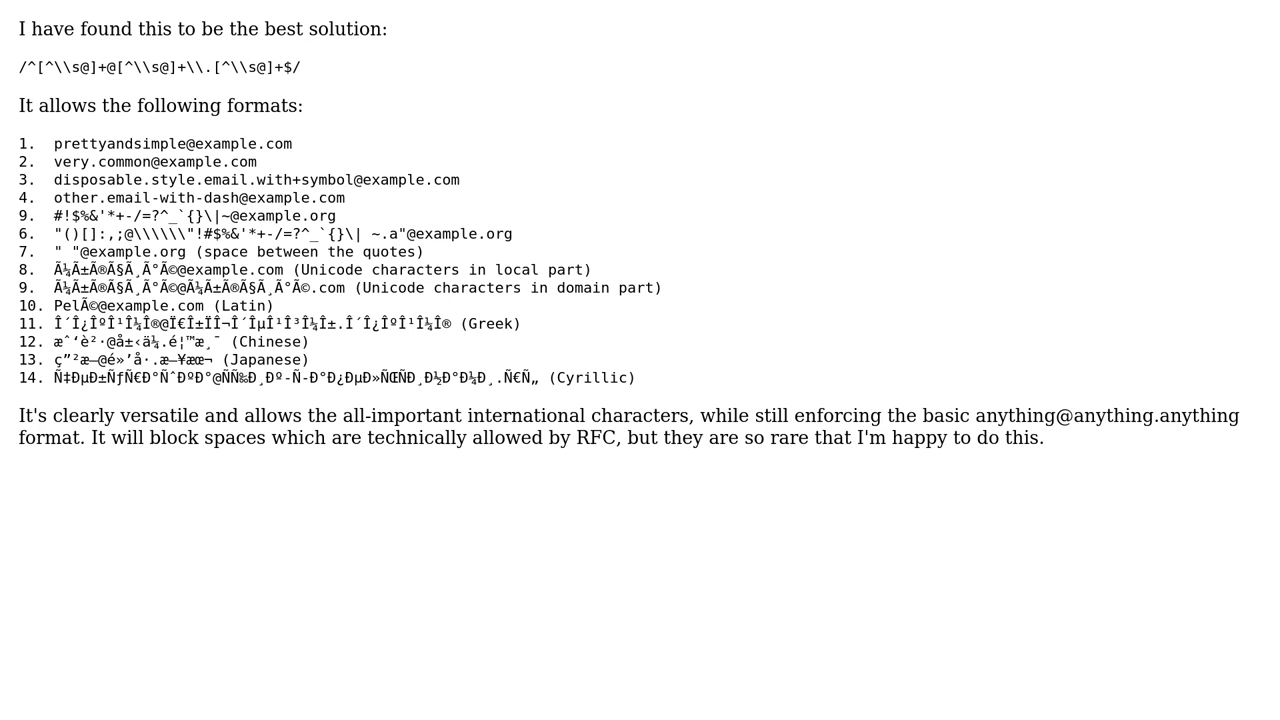 I have found this to be the best solution:
/^[^\\s@]+@[^\\s@]+\\.[^\\s@]+$/
It allows the following formats:
1.  prettyandsimple@example.com
2.  very.common@example.com
3.  disposable.style.email.with+symbol@example.com
4.  other.email-with-dash@example.com
9.  #!$%&'*+-/=?^_`{}\|~@example.org
6.  "()[]:,;@\\\\\\"!#$%&'*+-/=?^_`{}\| ~.a"@example.org
7.  " "@example.org (space between the quotes)
8.  Ã¼Ã±Ã®Ã§Ã¸Ã°Ã©@example.com (Unicode characters in local part)
9.  Ã¼Ã±Ã®Ã§Ã¸Ã°Ã©@Ã¼Ã±Ã®Ã§Ã¸Ã°Ã©.com (Unicode characters in domain part)
10. PelÃ©@example.com (Latin)
11. Î´Î¿ÎºÎ¹Î¼Î®@Ï€Î±ÏÎ¬Î´ÎµÎ¹Î³Î¼Î±.Î´Î¿ÎºÎ¹Î¼Î® (Greek)
12. æˆ‘è²·@å±‹ä¼.é¦™æ¸¯ (Chinese)
13. ç”²æ–@é»’å·.æ—¥æœ¬ (Japanese)
14. Ñ‡ÐµÐ±ÑƒÑ€Ð°ÑˆÐºÐ°@ÑÑ‰Ð¸Ðº-Ñ-Ð°Ð¿ÐµÐ»ÑŒÑÐ¸Ð½Ð°Ð¼Ð¸.Ñ€Ñ„ (Cyrillic)
It's clearly versatile and allows the all-important international characters, while still enforcing the basic anything@anything.anything
format. It will block spaces which are technically allowed by RFC, but they are so rare that I'm happy to do this.